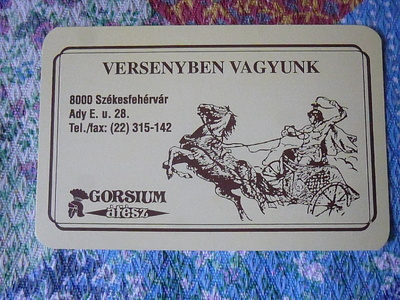 VERSENYBEN VAGYUNK
8000 Székesfehérvár
Ady E. u. 28.
Tel./fax: (22) 315-142
GORSIUM
áfész